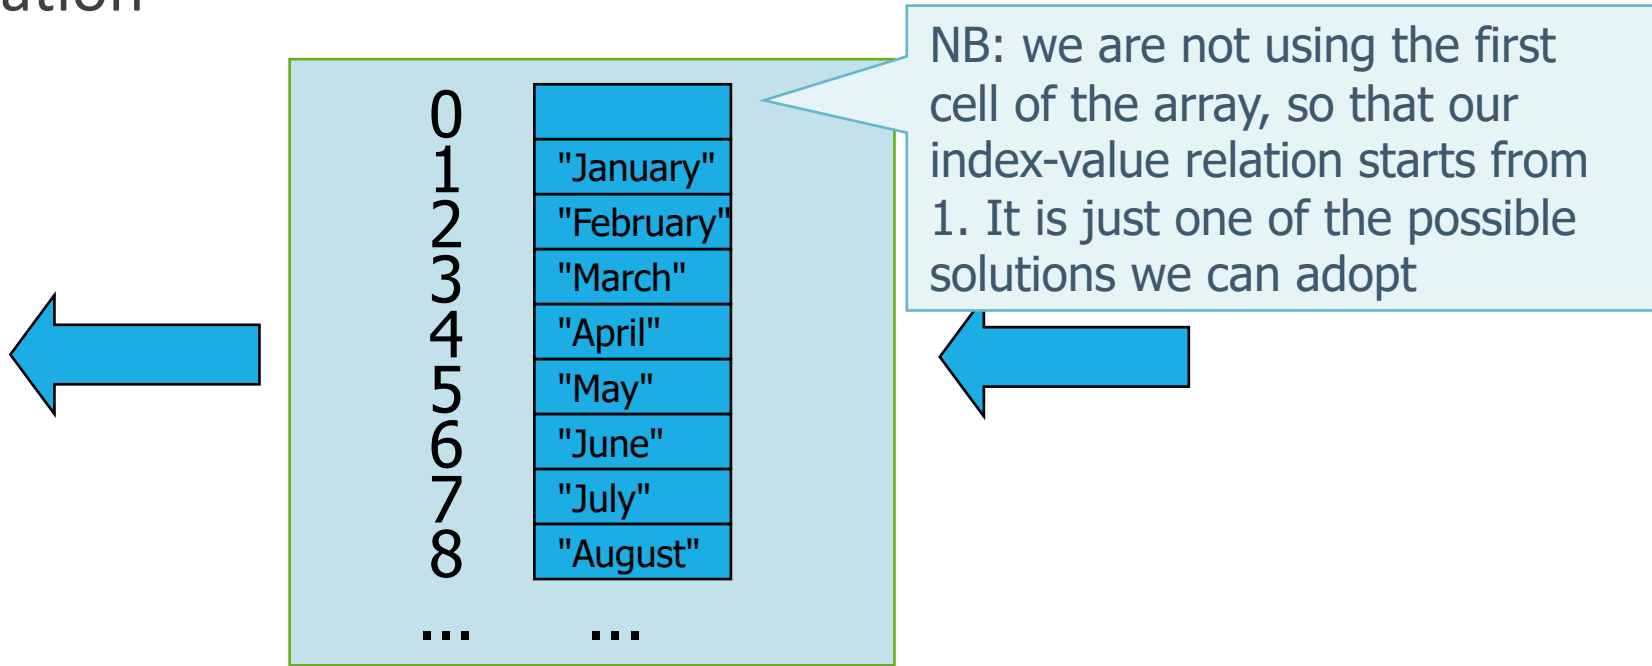 NB: we are not using the first
cell of the array, so that our
index-value relation starts from
1. It is just one of the possible
solutions we can adopt
0
1 "January"
2 "February"
3 "March"
4 "April"
5 "May"
6 "June"
7 "July"
8 "August"
... ...